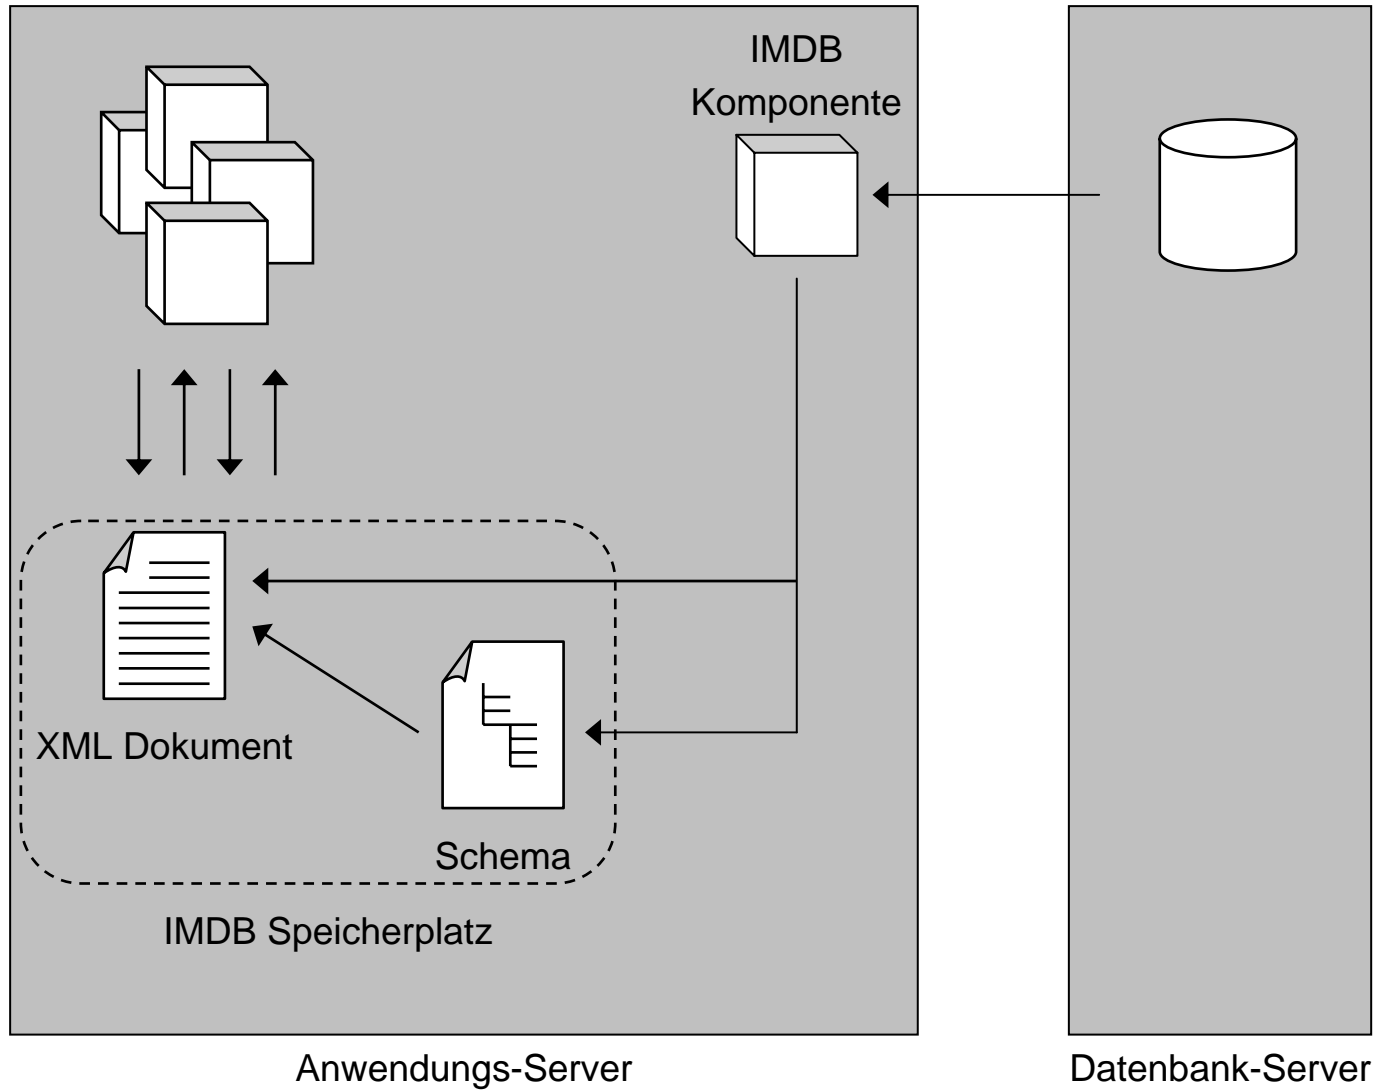 IMDB
Komponente
XML Dokument
Schema
IMDB Speicherplatz
Anwendungs-Server
Datenbank-Server